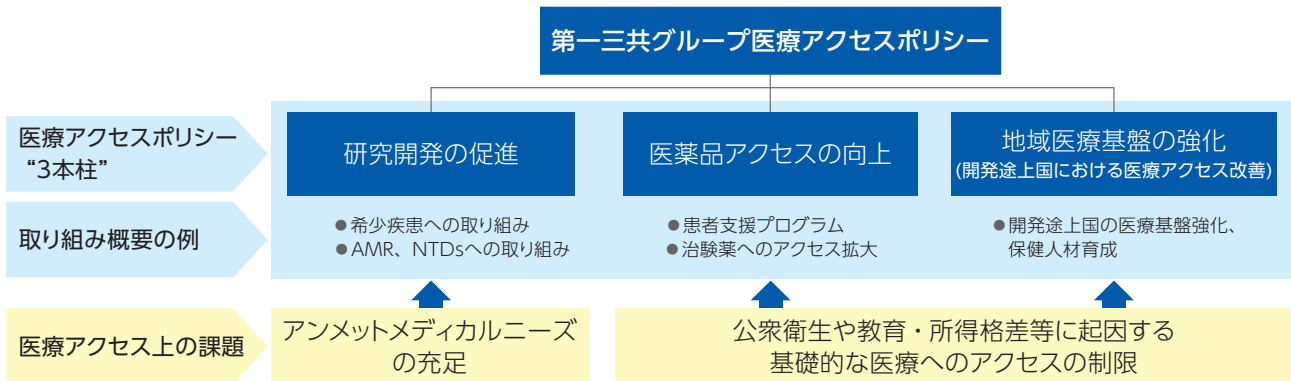 第一三共グループ医療アクセスポリシー
医療アクセスポリシー
“3本柱”
研究開発の促進
医薬品アクセスの向上
地域医療基盤の強化
(開発途上国における医療アクセス改善)
取り組み概要の例
●希少疾患への取り組み
●AMR、NTDsへの取り組み
●患者支援プログラム
●治験薬へのアクセス拡大
●開発途上国の医療基盤強化、
保健人材育成
医療アクセス上の課題
アンメットメディカルニーズ
の充足
公衆衛生や教育・所得格差等に起因する
基礎的な医療へのアクセスの制限